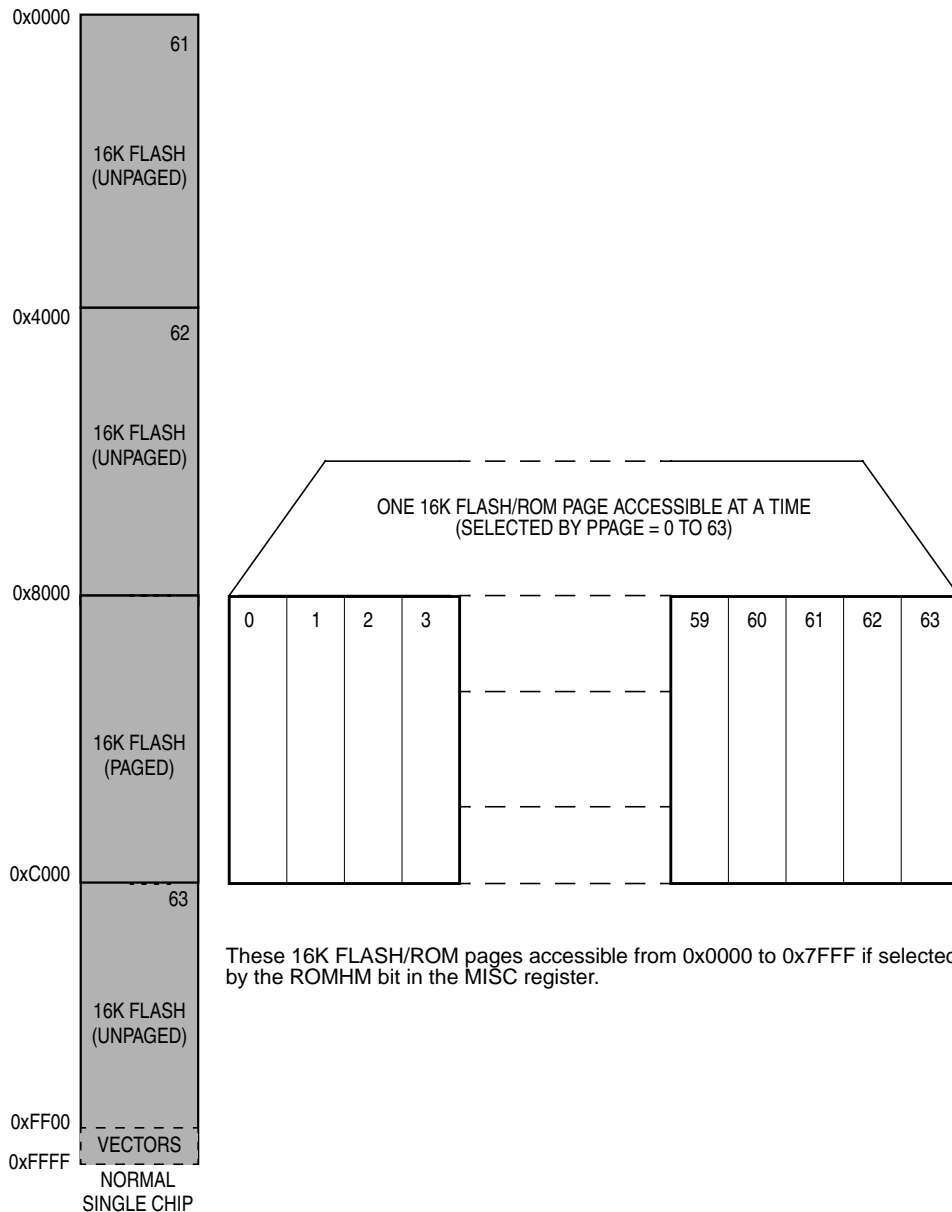 0x0000
61
16K FLASH
(UNPAGED)
0x4000
62
16K FLASH
(UNPAGED)
ONE 16K FLASH/ROM PAGE ACCESSIBLE AT A TIME
(SELECTED BY PPAGE = 0 TO 63)
0x8000
0 1 2 3 59 60 61 62 63
16K FLASH
(PAGED)
0xC000
63
These 16K FLASH/ROM pages accessible from 0x0000 to 0x7FFF if selected
by the ROMHM bit in the MISC register.
16K FLASH
(UNPAGED)
0xFF00
VECTORS
0xFFFF
NORMAL
SINGLE CHIP